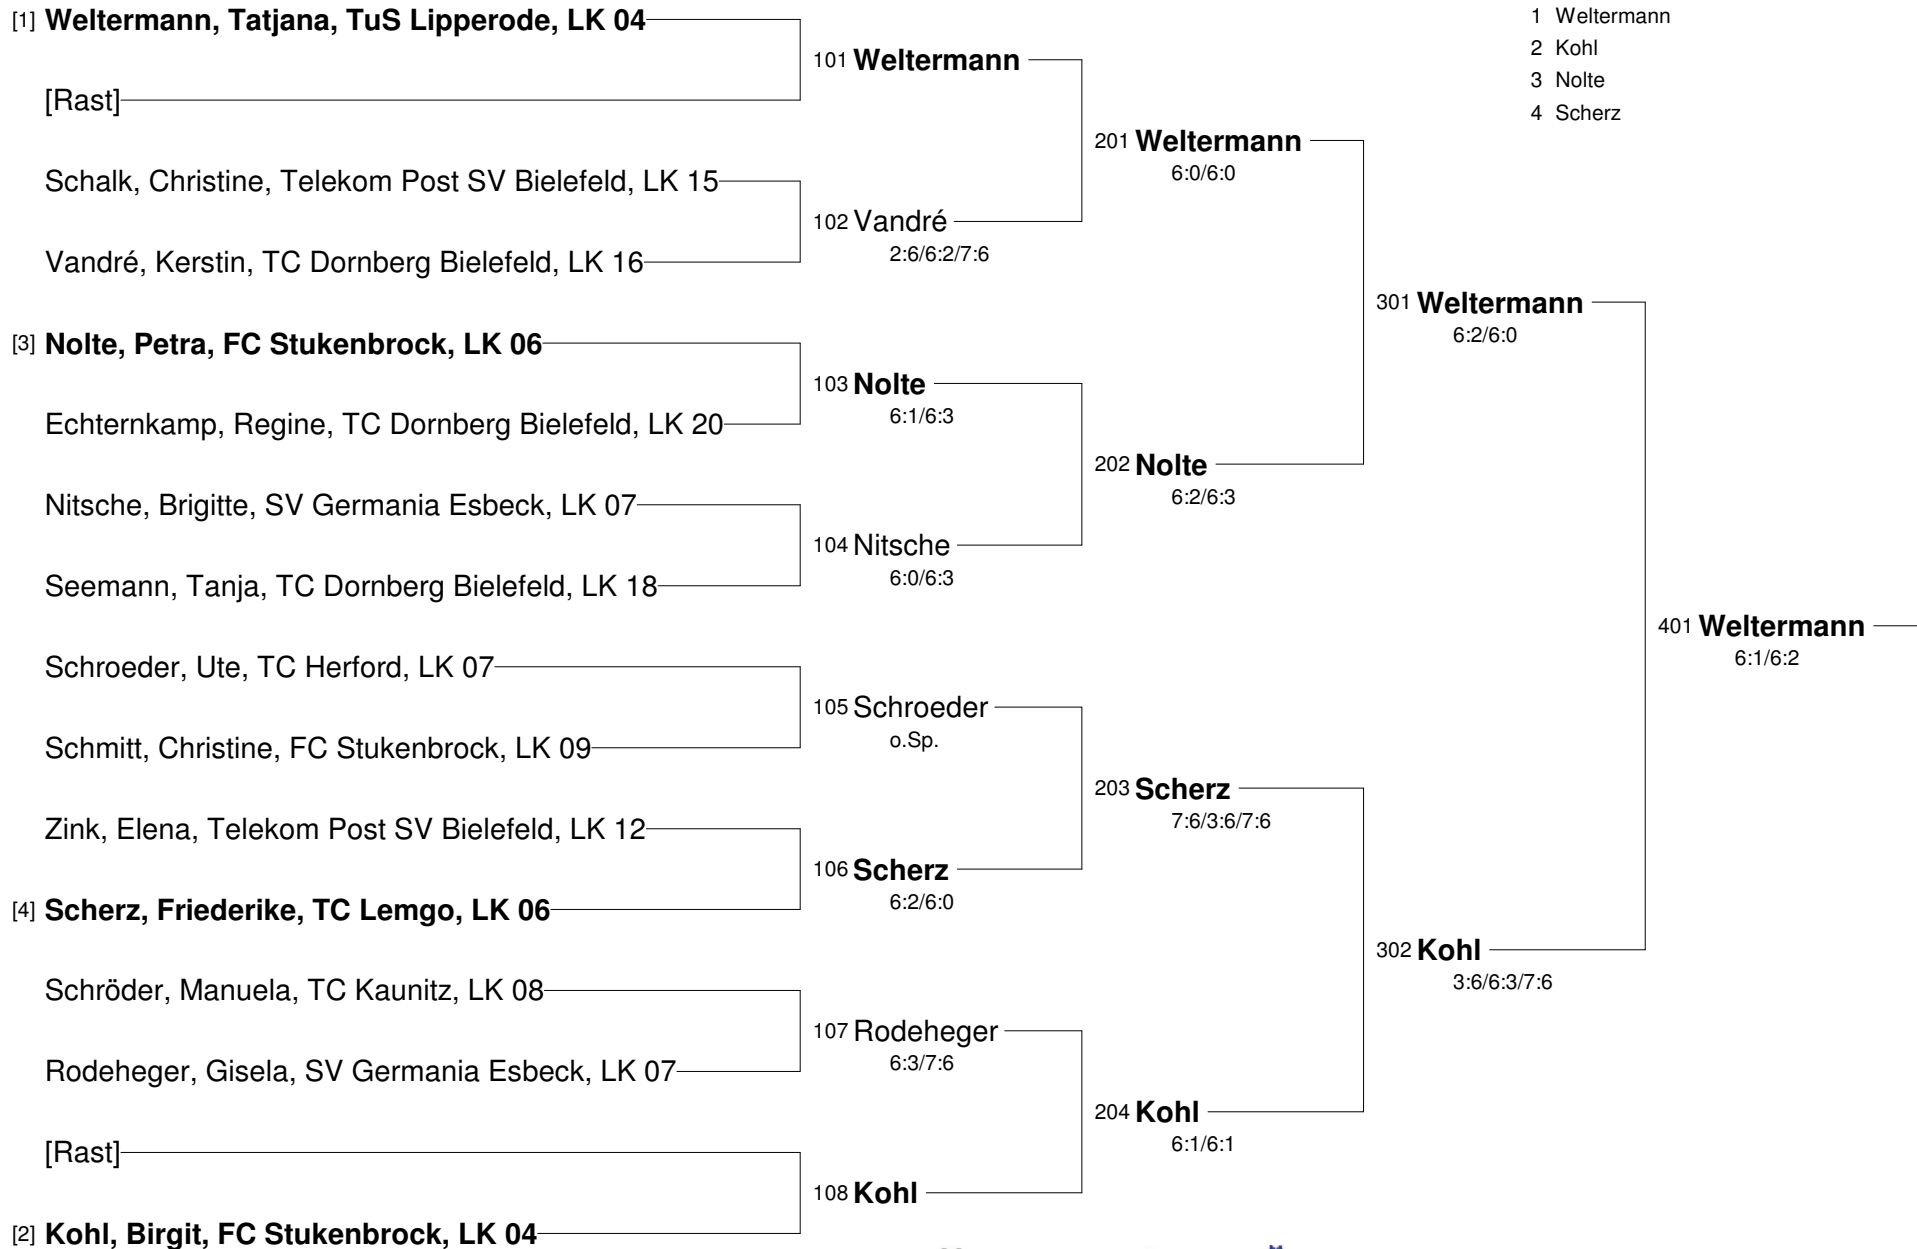 [1] Weltermann, Tatjana, TuS Lipperode, LK 04
[Rast]
Schalk, Christine, Telekom Post SV Bielefeld, LK 15
Vandré, Kerstin, TC Dornberg Bielefeld, LK 16
[3] Nolte, Petra, FC Stukenbrock, LK 06
Echternkamp, Regine, TC Dornberg Bielefeld, LK 20
Nitsche, Brigitte, SV Germania Esbeck, LK 07
Seemann, Tanja, TC Dornberg Bielefeld, LK 18
Schroeder, Ute, TC Herford, LK 07
Schmitt, Christine, FC Stukenbrock, LK 09
Zink, Elena, Telekom Post SV Bielefeld, LK 12
[4] Scherz, Friederike, TC Lemgo, LK 06
Schröder, Manuela, TC Kaunitz, LK 08
Rodeheger, Gisela, SV Germania Esbeck, LK 07
[Rast]
[2] Kohl, Birgit, FC Stukenbrock, LK 04
101 Weltermann
102 Vandré
2:6/6:2/7:6
103 Nolte
6:1/6:3
104 Nitsche
6:0/6:3
105 Schroeder
o.Sp.
106 Scherz
6:2/6:0
107 Rodeheger
6:3/7:6
108 Kohl
201 Weltermann
6:0/6:0
202 Nolte
6:2/6:3
203 Scherz
7:6/3:6/7:6
204 Kohl
6:1/6:1
301 Weltermann
6:2/6:0
302 Kohl
3:6/6:3/7:6
401 Weltermann
6:1/6:2
1 Weltermann
2 Kohl
3 Nolte
4 Scherz